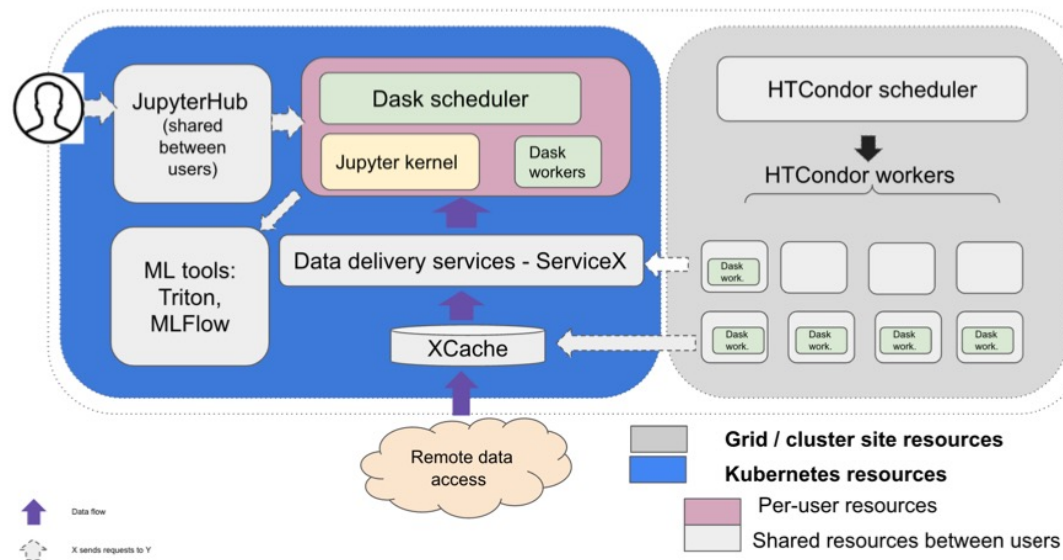 JupyterHub
(shared
between
users)
Dask scheduler
Jupyter kernel
Dask
workers
HTCondor scheduler
HTCondor workers
ML tools:
Triton,
MLFlow
Data delivery services - ServiceX
XCache
Dask
work.
Dask
work.
Dask
work.
Dask
work.
Dask
work.
Remote data
access
Grid / cluster site resources
Kubernetes resources
Per-user resources
Shared resources between users
Data flow
X sends requests to Y